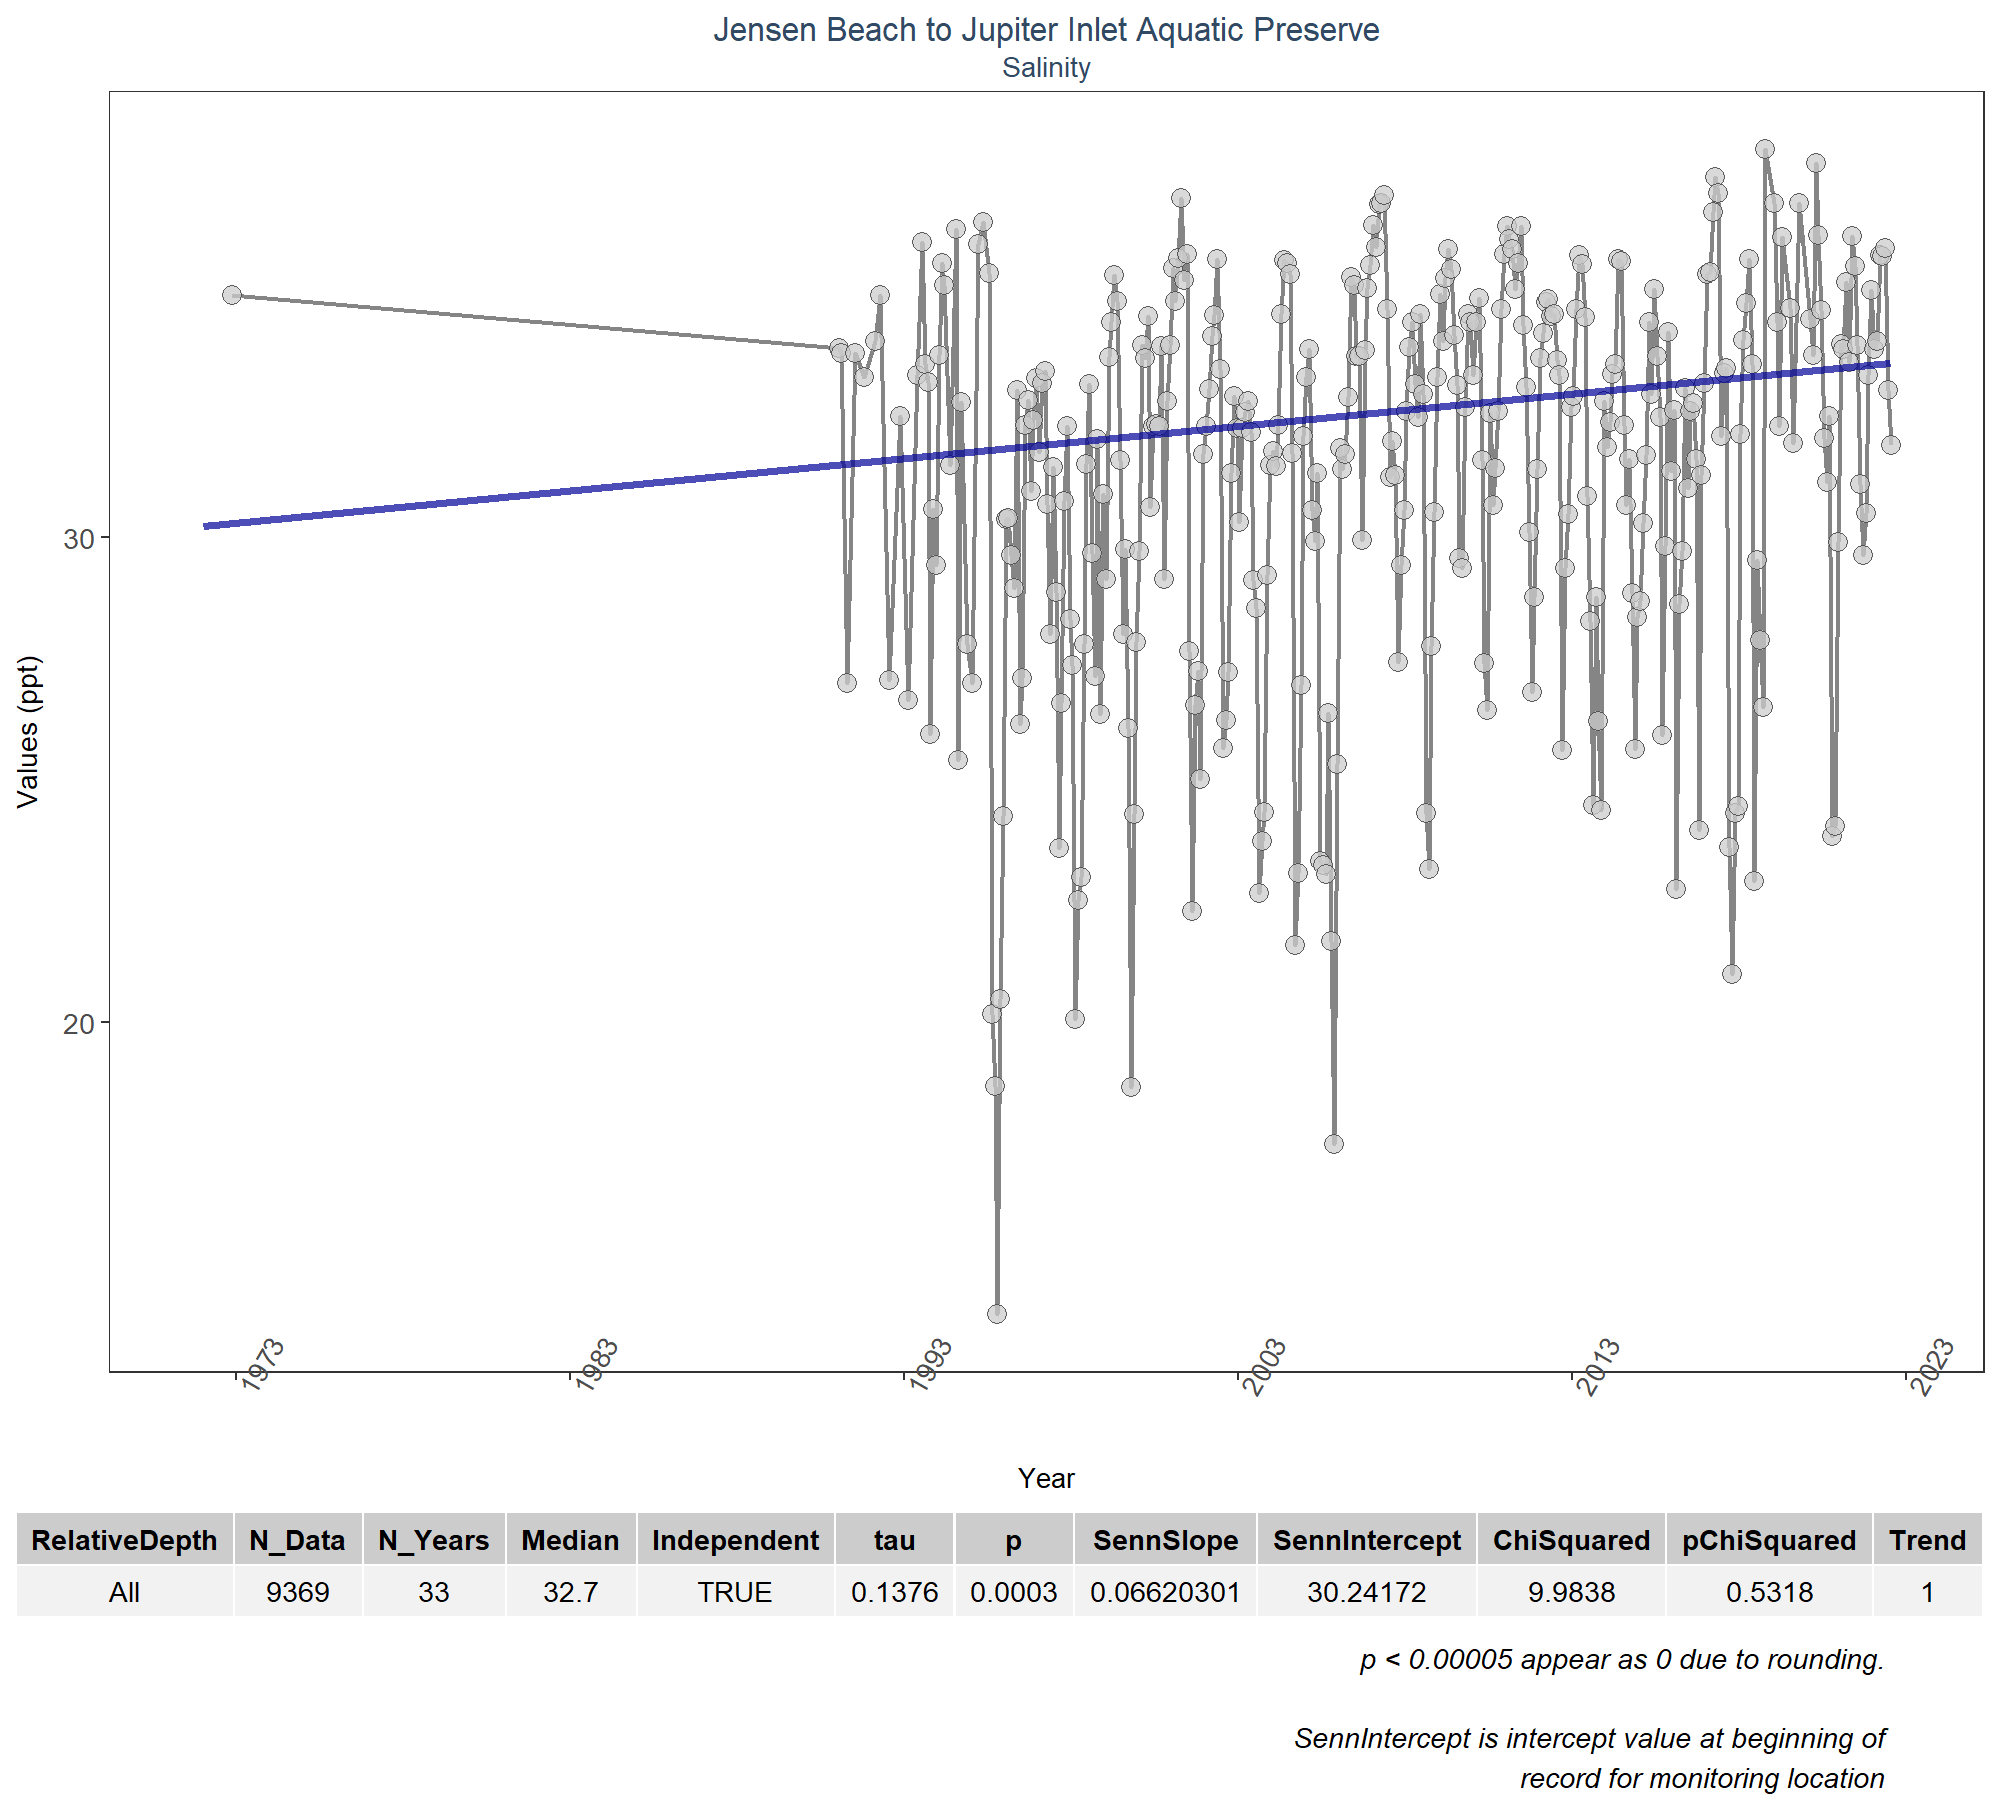 Jensen Beach to Jupiter Inlet Aquatic Preserve
Salinity
30
20
Values (ppt)
1973 1983 1993 2003 2013 2023
Year
RelativeDepth N_Data N_Years Median Independent tau p SennSlope SennIntercept ChiSquared pChiSquared Trend
All 9369 33 32.7 TRUE 0.1376 0.0003 0.06620301 30.24172 9.9838 0.5318 1
p < 0.00005 appear as 0 due to rounding.
SennIntercept is intercept value at beginning of
record for monitoring location